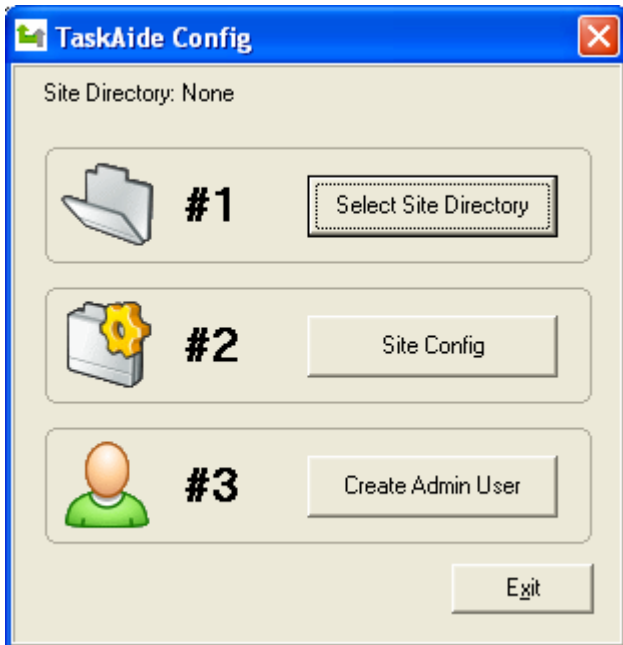 TaskAide Config
Site Directory: None
#1 Select Site Directory
#2 Site Config
#3 Create Admin User
Exit